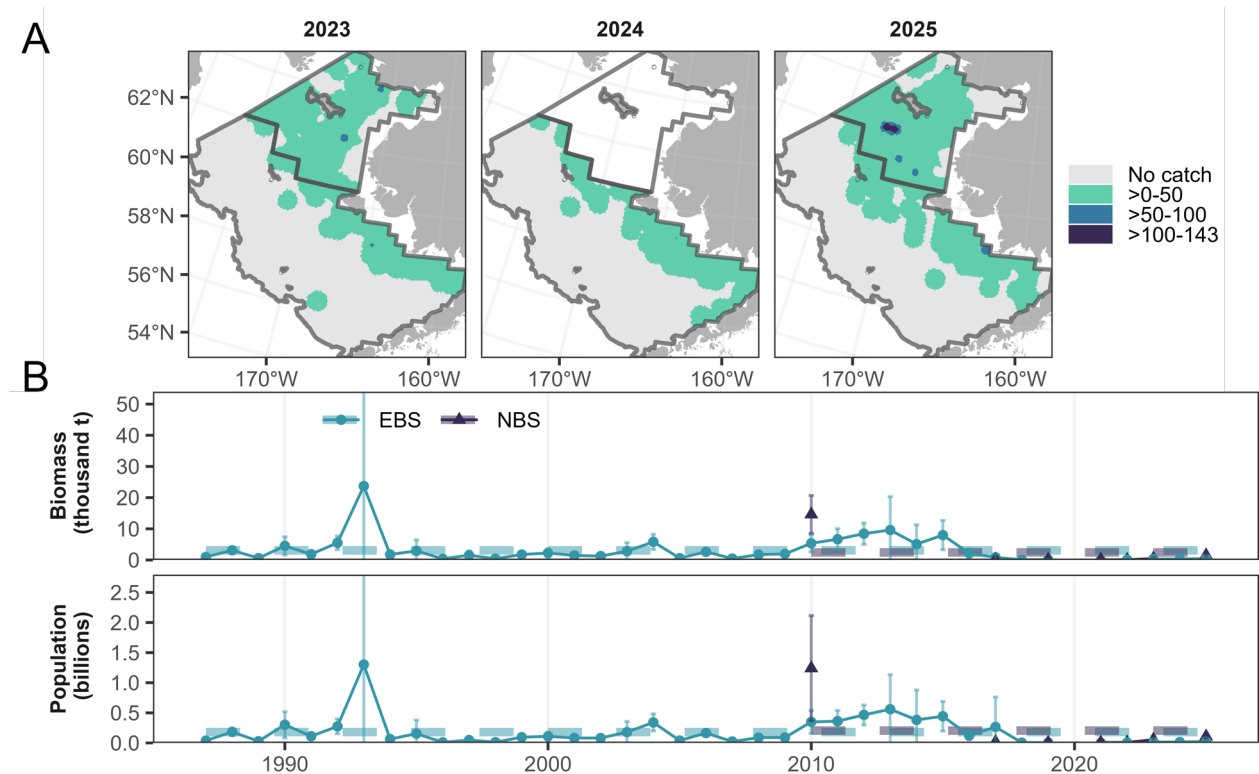 A
2023
2024
2025
62°N
60°N
58°N
56°N
54°N
170°W
160°W
170°W
160°W
170°W
160°W
No catch
>0-50
>50-100
>100-143
B
Biomass
(thousand t)
50
40
30
20
10
0
EBS
NBS
Population
(billions)
2.5
2.0
1.5
1.0
0.5
0.0
1990
2000
2010
2020